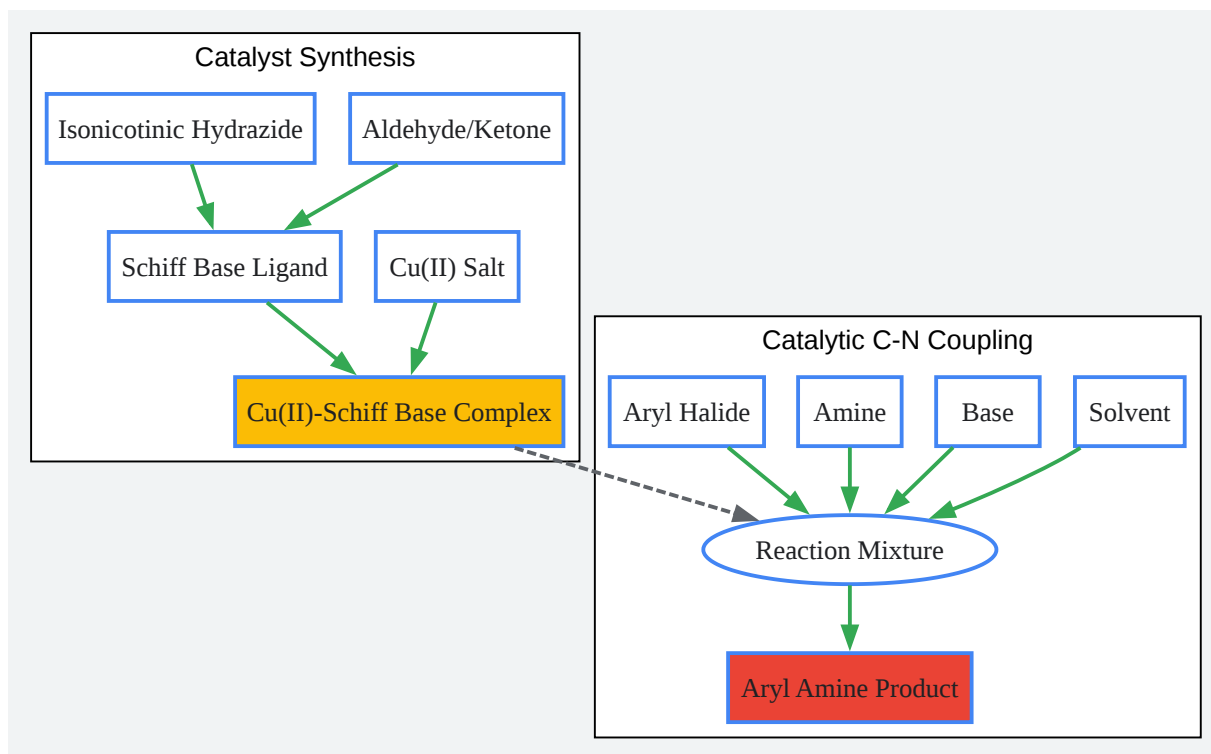 Catalyst Synthesis
Isonicotinic Hydrazide
Aldehyde/Ketone
Schiff Base Ligand
Cu(II) Salt
Cu(II)-Schiff Base Complex
Catalytic C-N Coupling
Aryl Halide
Amine
Base
Solvent
Reaction Mixture
Aryl Amine Product